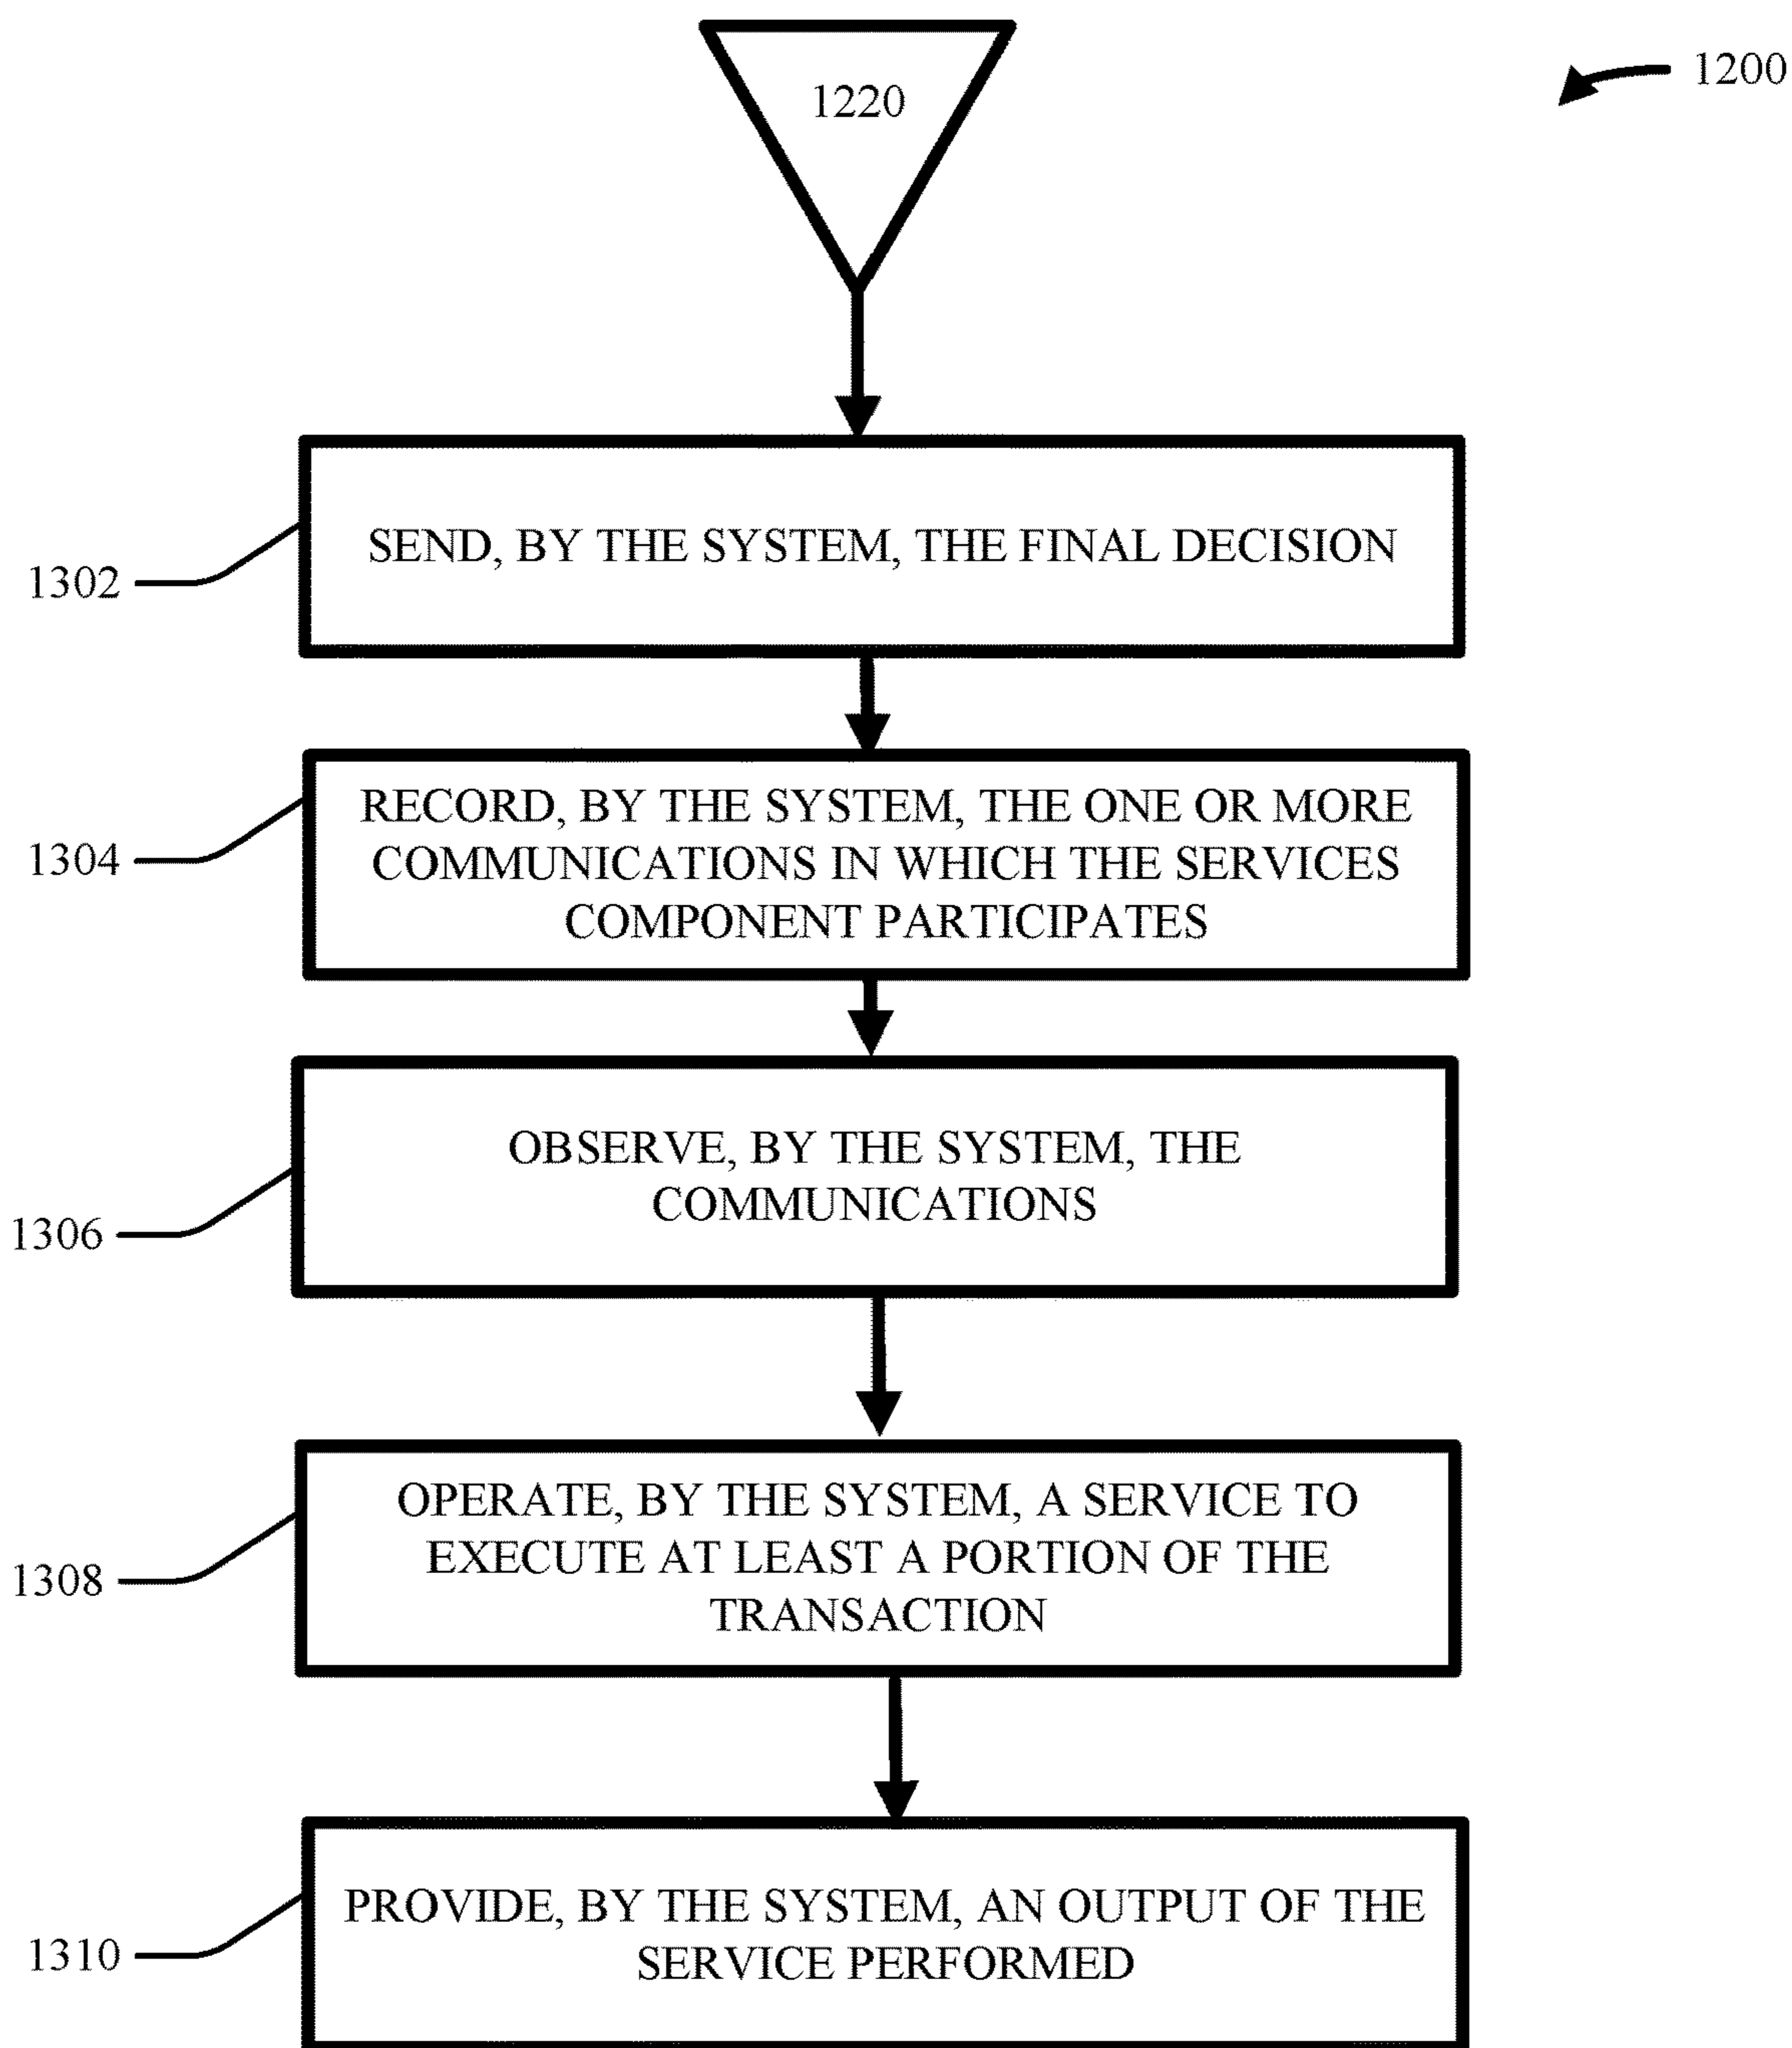 1220
1200
SEND, BY THE SYSTEM, THE FINAL DECISION
1302
RECORD, BY THE SYSTEM, THE ONE OR MORE
COMMUNICATIONS IN WHICH THE SERVICES
COMPONENT PARTICIPATES
1304
OBSERVE, BY THE SYSTEM, THE
COMMUNICATIONS
1306
OPERATE, BY THE SYSTEM, A SERVICE TO
EXECUTE AT LEAST A PORTION OF THE
TRANSACTION
1308
PROVIDE, BY THE SYSTEM, AN OUTPUT OF THE
SERVICE PERFORMED
1310